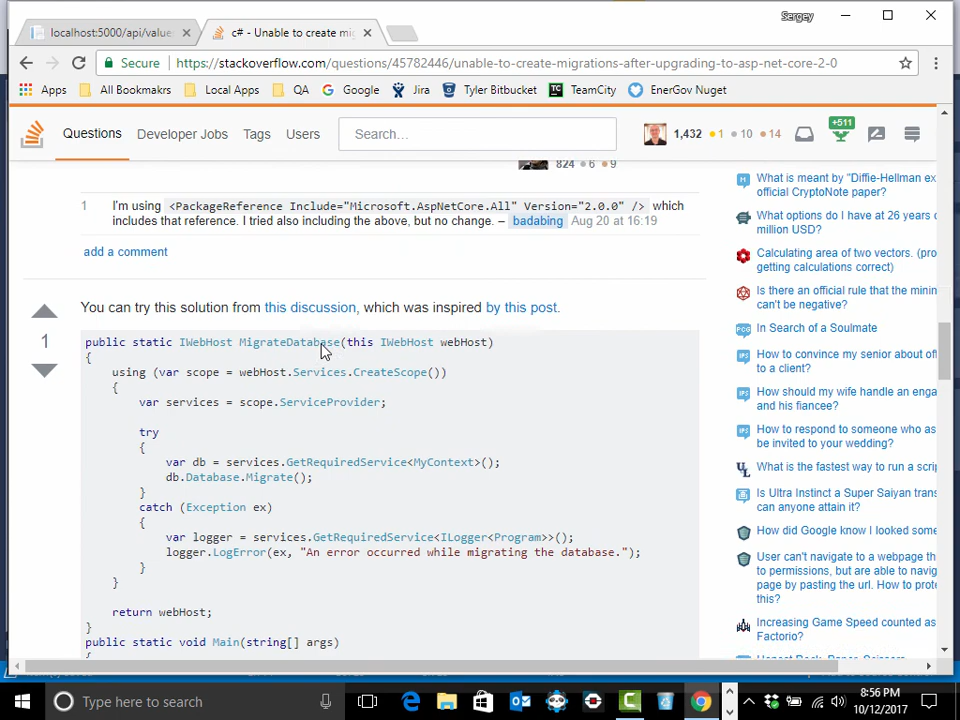 Sergey
localhost:5000/api/value
c# - Unable to create mi
Secure https://stackoverflow.com/questions/45782446/unable-to-create-migrations-after-upgrading-to-asp-net-core-2-0
Apps All Bookmakrs Local Apps QA Google Jira Tyler Bitbucket TC TeamCity EnerGov Nuget
Questions Developer Jobs Tags Users Search... 1,432 1 10 14 +511
824 6 9
1 I'm using <PackageReference Include="Microsoft.AspNetCore.All" Version="2.0.0" /> which
includes that reference. I tried also including the above, but no change. – badabing Aug 20 at 16:19
add a comment
You can try this solution from this discussion, which was inspired by this post.
1
public static IWebHost MigrateDatabase(this IWebHost webHost)
{
using (var scope = webHost.Services.CreateScope())
{
var services = scope.ServiceProvider;
try
{
var db = services.GetRequiredService<MyContext>();
db.Database.Migrate();
}
catch (Exception ex)
{
var logger = services.GetRequiredService<ILogger<Program>>();
logger.LogError(ex, "An error occurred while migrating the database.");
}
}
return webHost;
}
public static void Main(string[] args)
{
What is meant by "Diffie-Hellman ex
official CryptoNote paper?
What options do I have at 26 years o
million USD?
Calculating area of two vectors. (pro
getting calculations correct)
Is there an official rule that the minin
can't be negative?
PCG In Search of a Soulmate
IPS How to convince my senior about of
to a client?
IPS How should my wife handle an enga
and his fiancee?
IPS How to respond to someone who as
be invited to your wedding?
UL What is the fastest way to run a scri
Is Ultra Instinct a Super Saiyan trans
can anyone attain it?
How did Google know I looked some
User can't navigate to a webpage th
to permissions, but are able to navig
page by pasting the url. How to prote
this?
Increasing Game Speed counted as
Factorio?
Type here to search
8:56 PM
10/12/2017